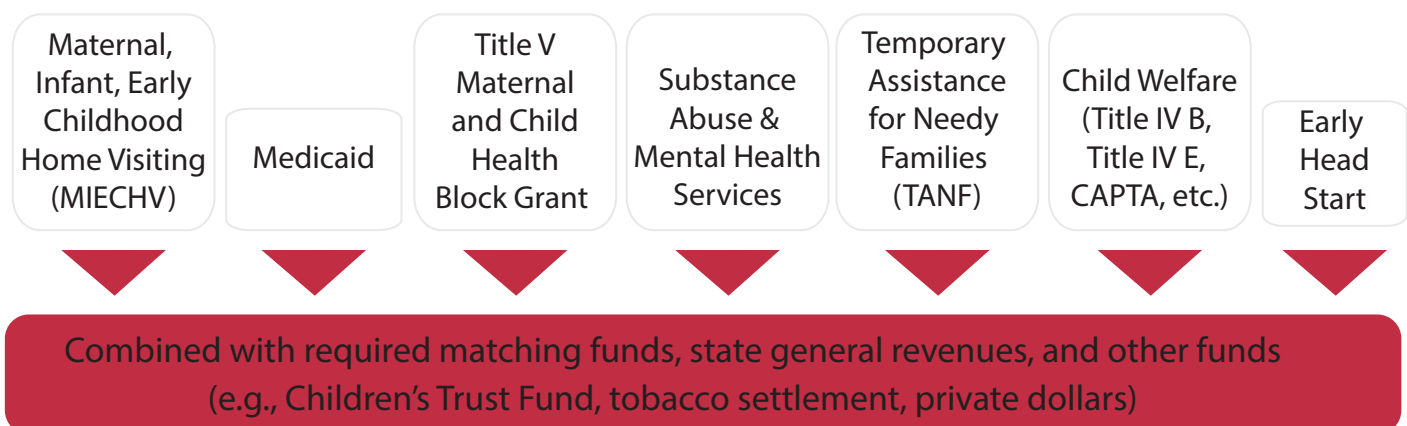 Maternal,
Infant, Early
Childhood
Home Visiting
(MIECHV)
Medicaid
Title V
Maternal
and Child
Health
Block Grant
Substance
Abuse &
Mental Health
Services
Temporary
Assistance
for Needy
Families
(TANF)
Child Welfare
(Title IV B,
Title IV E,
CAPTA, etc.)
Early
Head
Start
Combined with required matching funds, state general revenues, and other funds
(e.g., Children’s Trust Fund, tobacco settlement, private dollars)